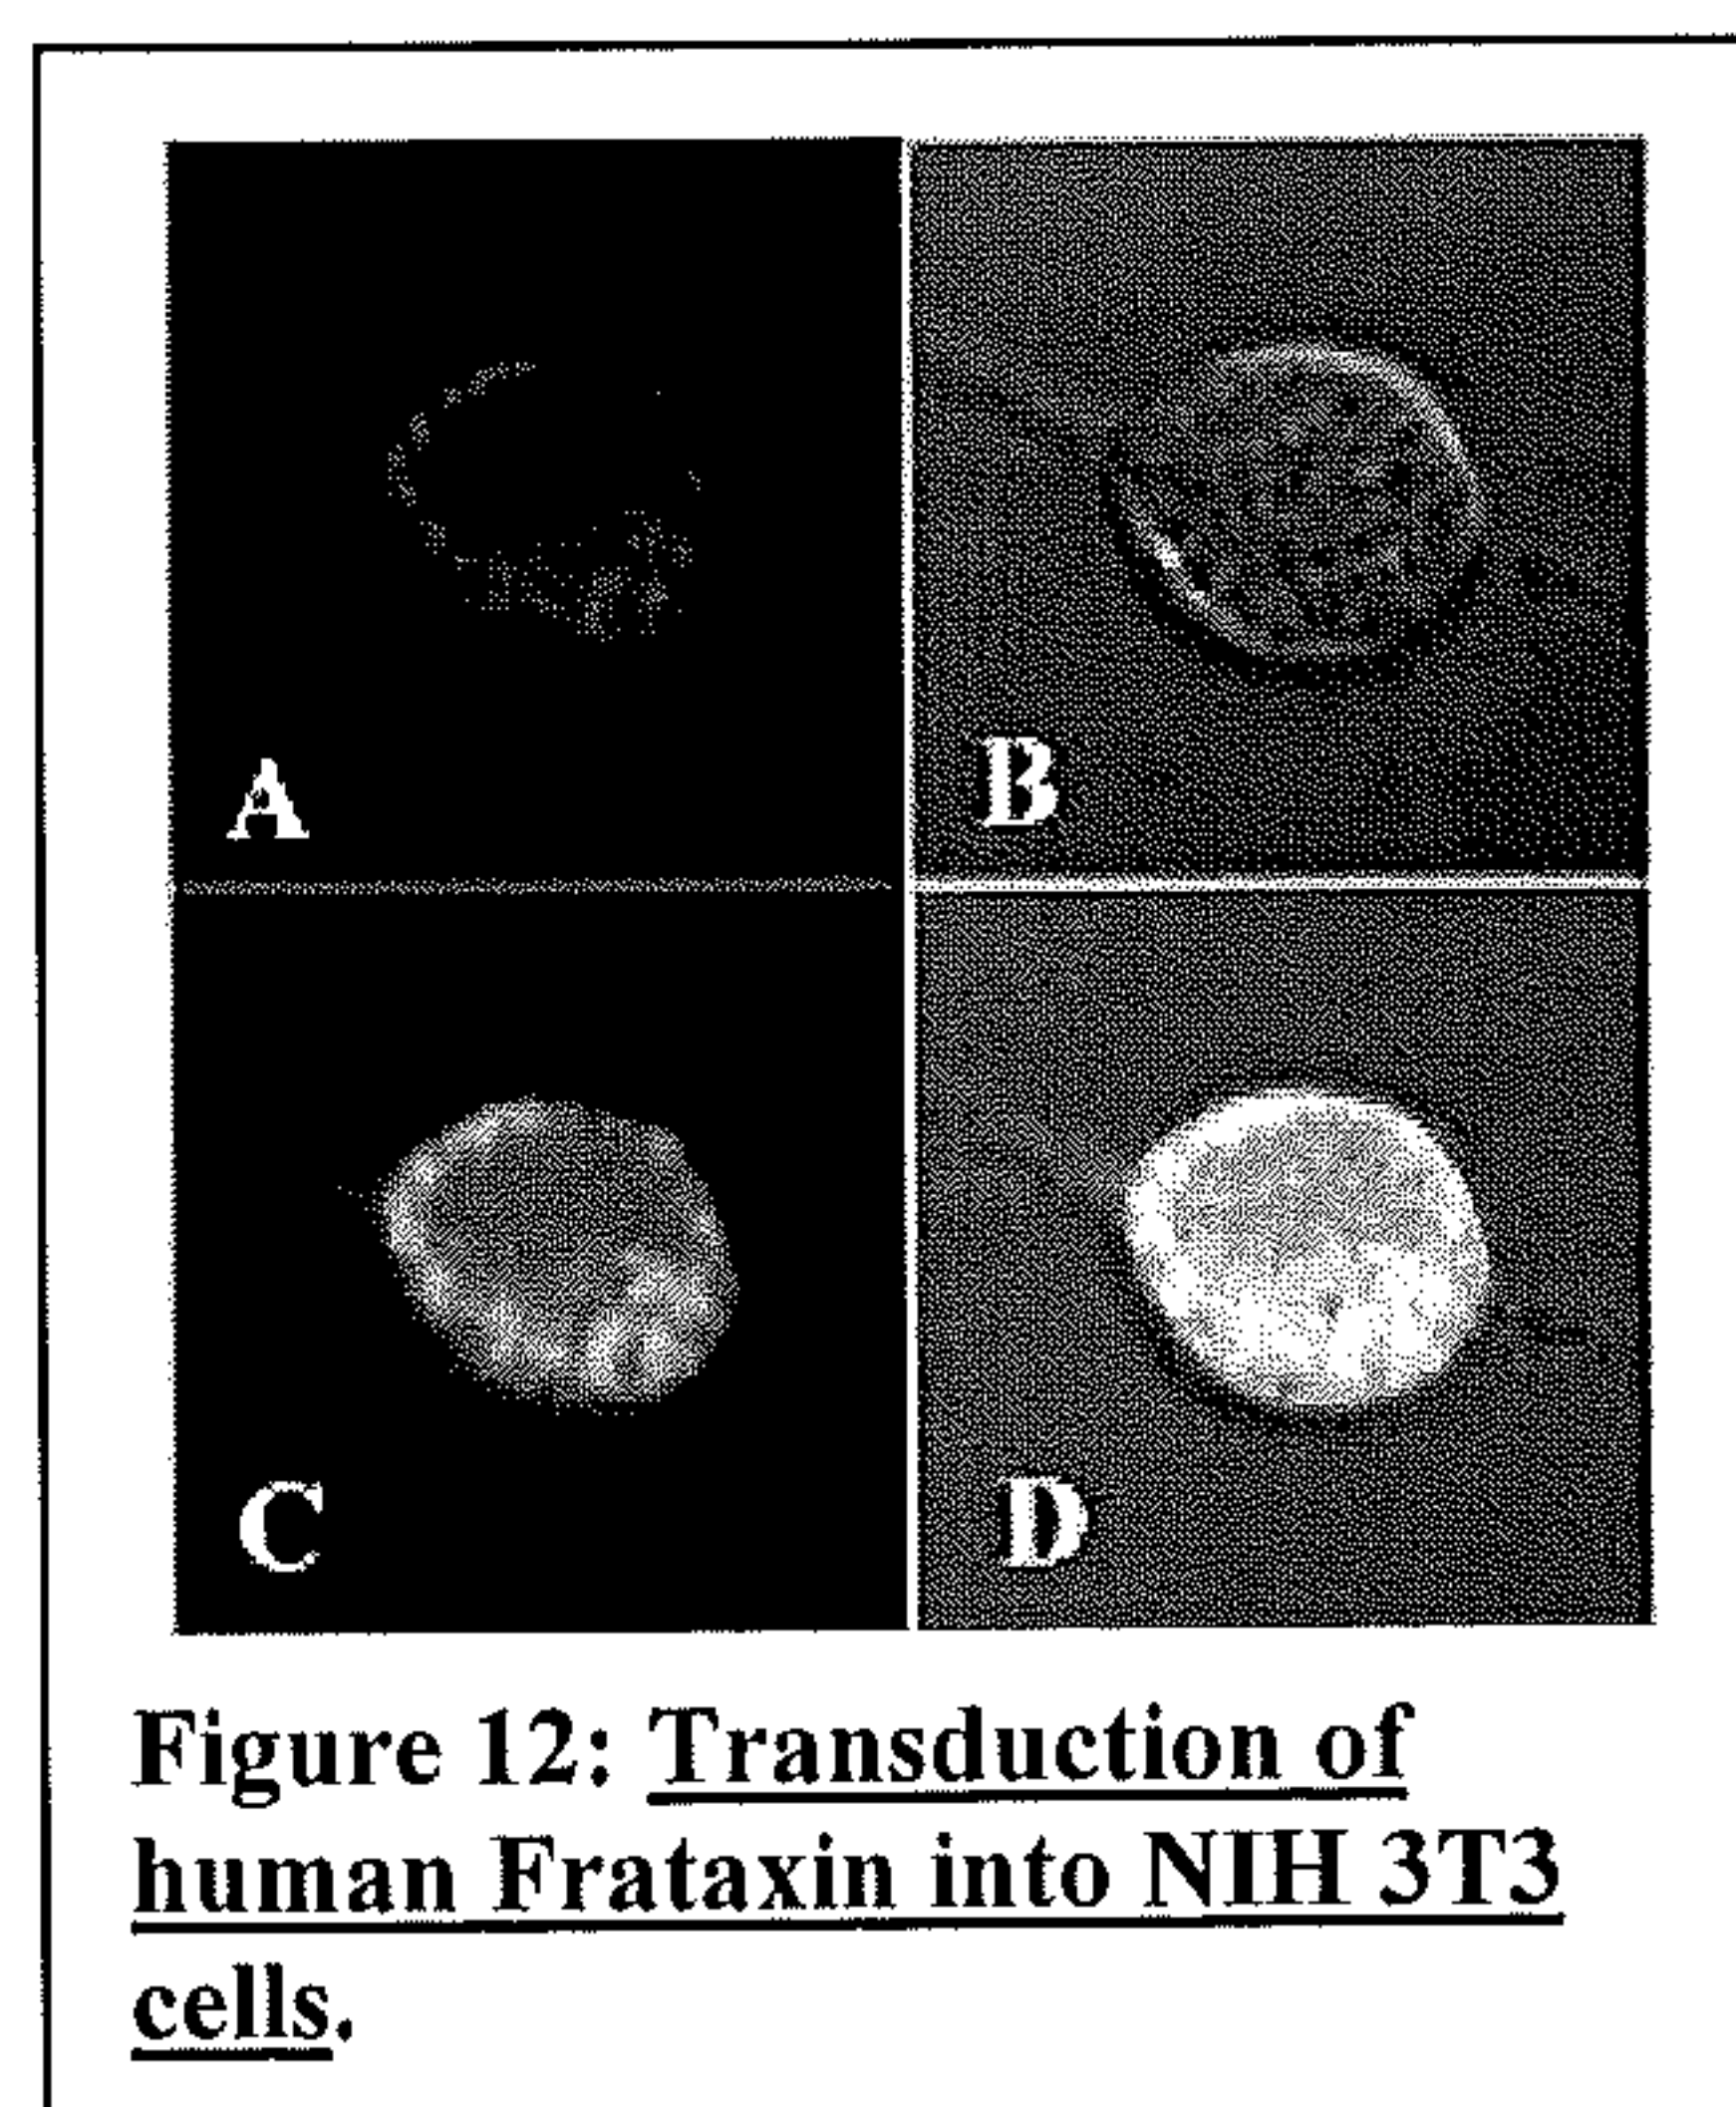 A
B
C
D
Figure 12: Transduction of
human Frataxin into NIH 3T3
cells.